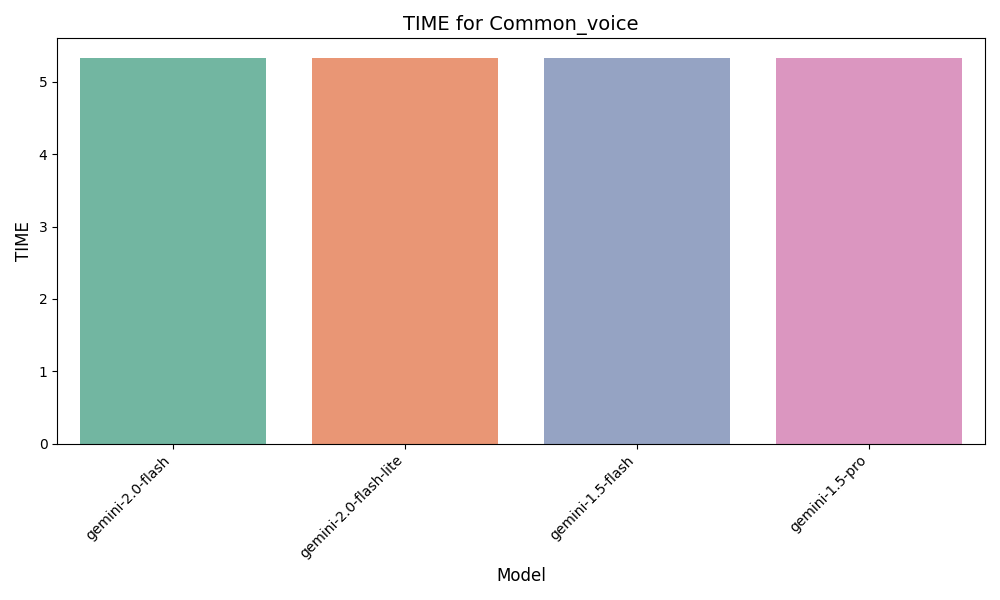 TIME for Common_voice
TIME
5
4
3
2
1
0
gemini-2.0-flash
gemini-2.0-flash-lite
gemini-1.5-flash
gemini-1.5-pro
Model